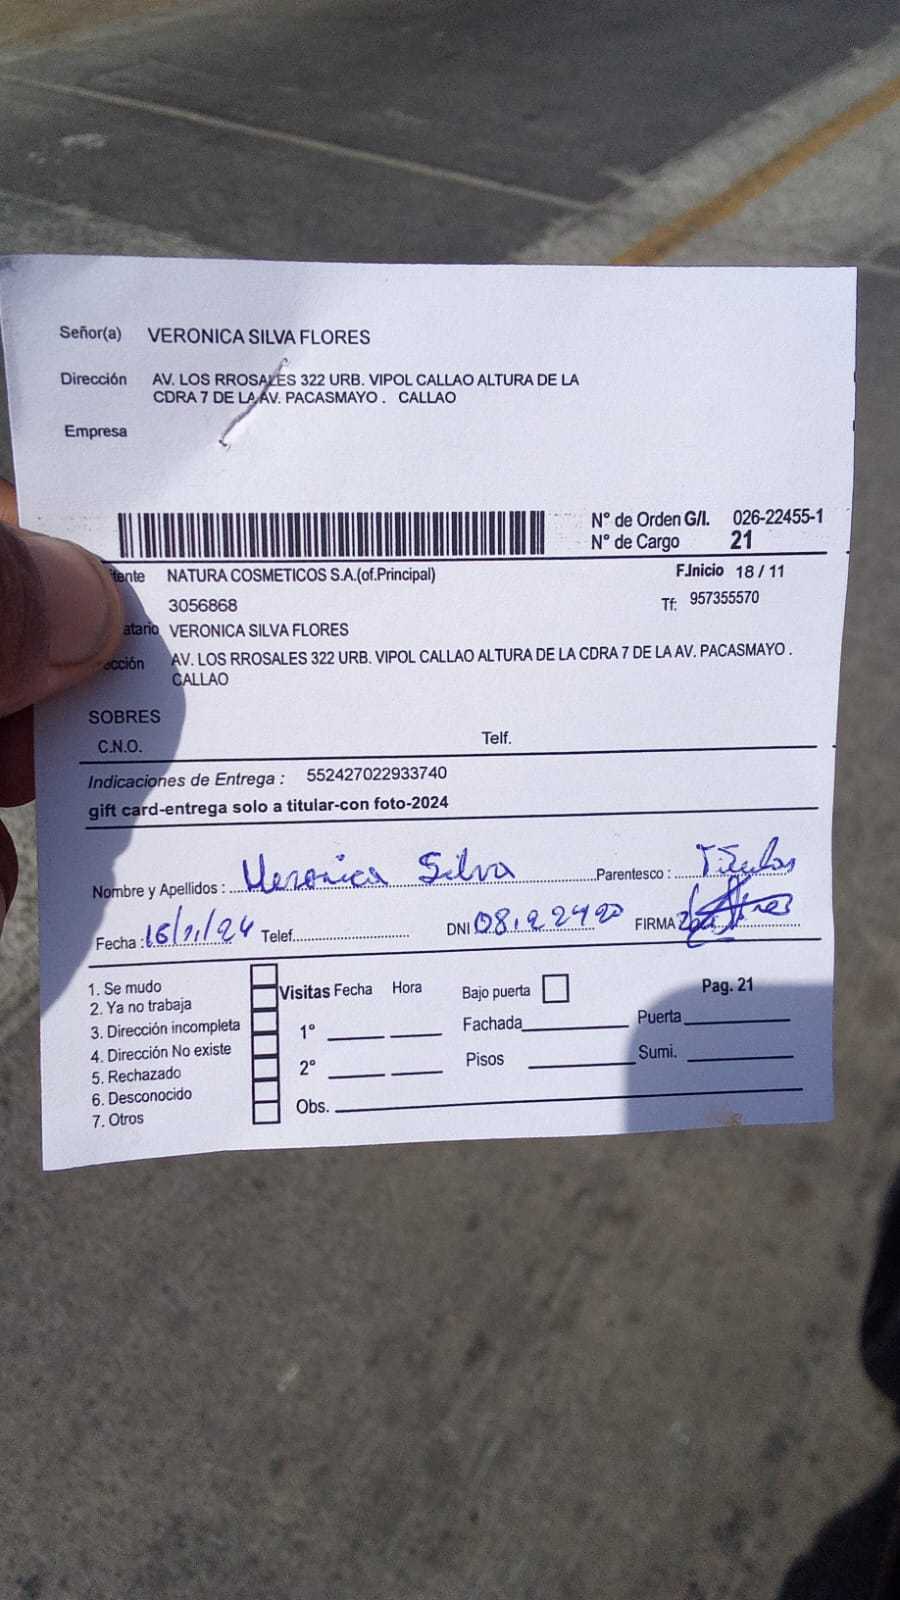 Señor(a) VERONICA SILVA FLORES
Dirección AV. LOS RROSALES 322 URB. VIPOL CALLAO ALTURA DE LA
CDRA 7 DE LA AV. PACASMAYO . CALLAO
Empresa
N° de Orden G/I. 026-22455-1
N° de Cargo 21
itente NATURA COSMETICOS S.A.(of.Principal) F.Inicio 18 / 11
3056868 Tf: 957355570
atario VERONICA SILVA FLORES
ección AV. LOS RROSALES 322 URB. VIPOL CALLAO ALTURA DE LA CDRA 7 DE LA AV. PACASMAYO .
CALLAO
SOBRES
C.N.O. Telf.
Indicaciones de Entrega : 552427022933740
gift card-entrega solo a titular-con foto-2024
Nombre y Apellidos : Veronica Silva Parentesco :
Fecha : Telef. DNI FIRMA
1. Se mudo
2. Ya no trabaja
3. Dirección incompleta
4. Dirección No existe
5. Rechazado
6. Desconocido
7. Otros
Visitas Fecha Hora Bajo puerta Pag. 21
1° Fachada Puerta
2° Pisos Sumi.
Obs.